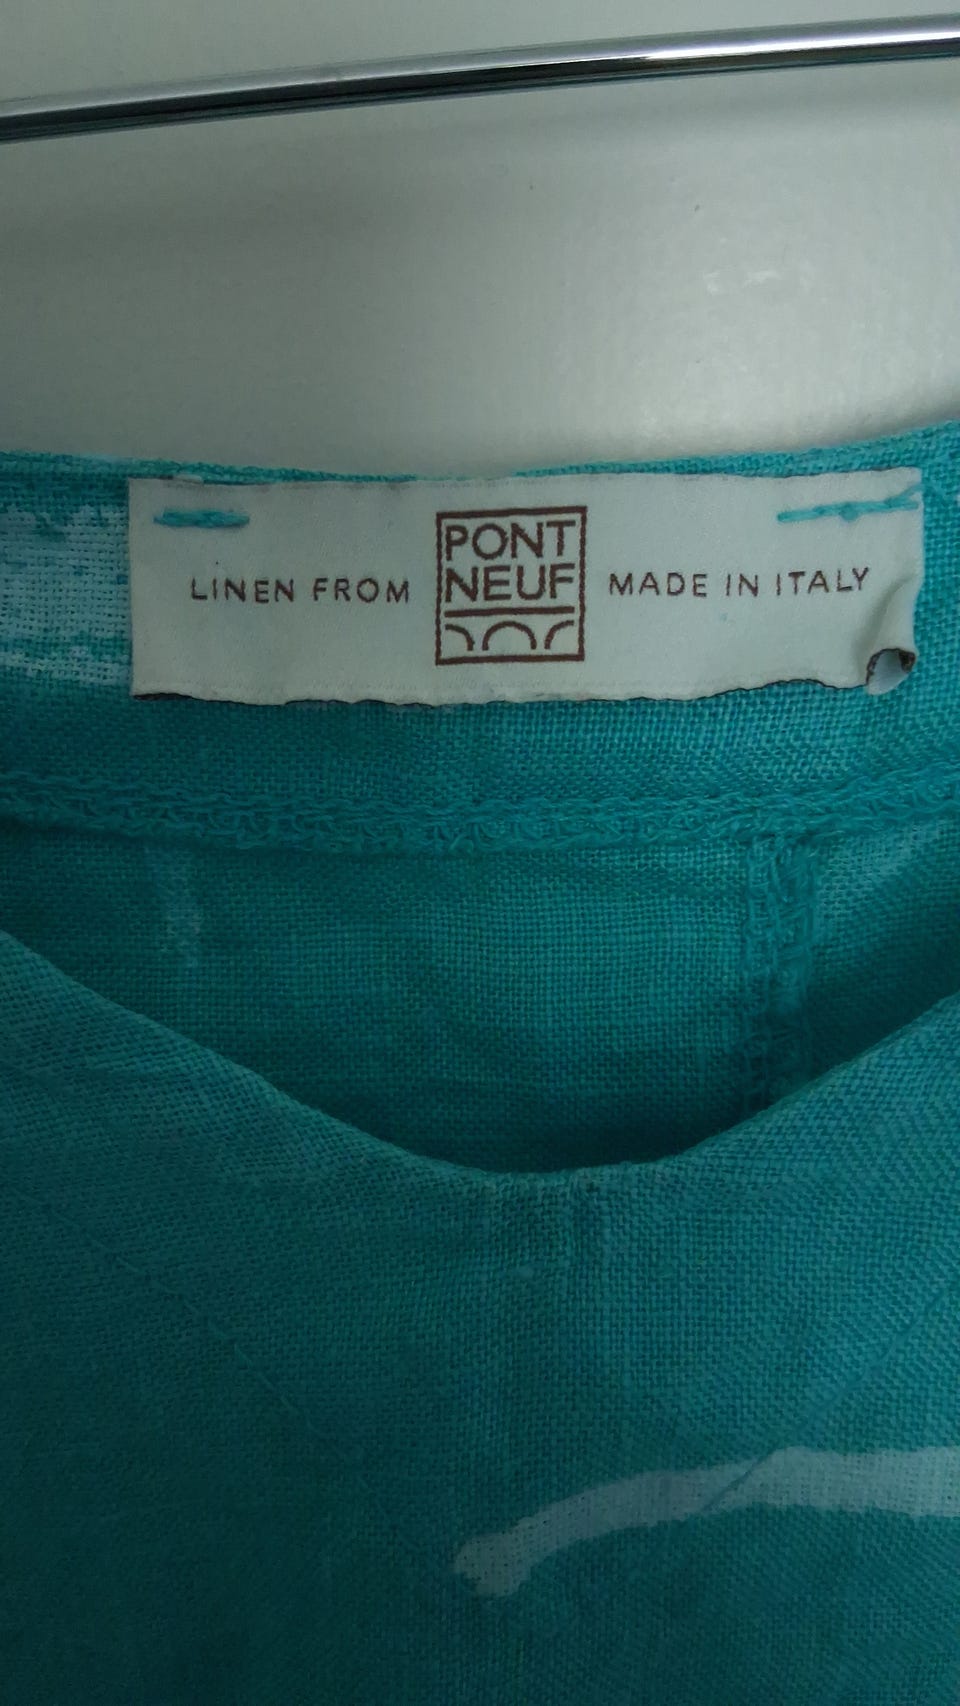 LINEN FROM
PONT
NEUF
MADE IN ITALY